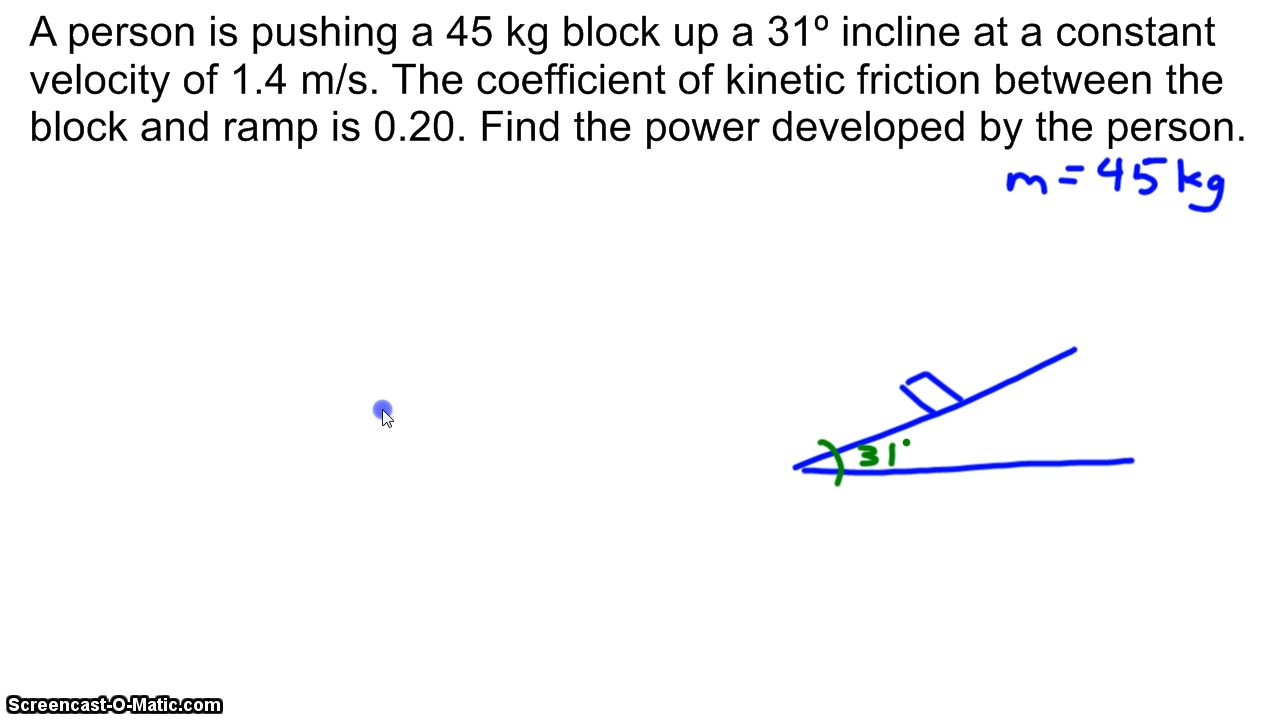 A person is pushing a 45 kg block up a 31º incline at a constant
velocity of 1.4 m/s. The coefficient of kinetic friction between the
block and ramp is 0.20. Find the power developed by the person.
m = 45 kg
31°
Screencast-O-Matic.com